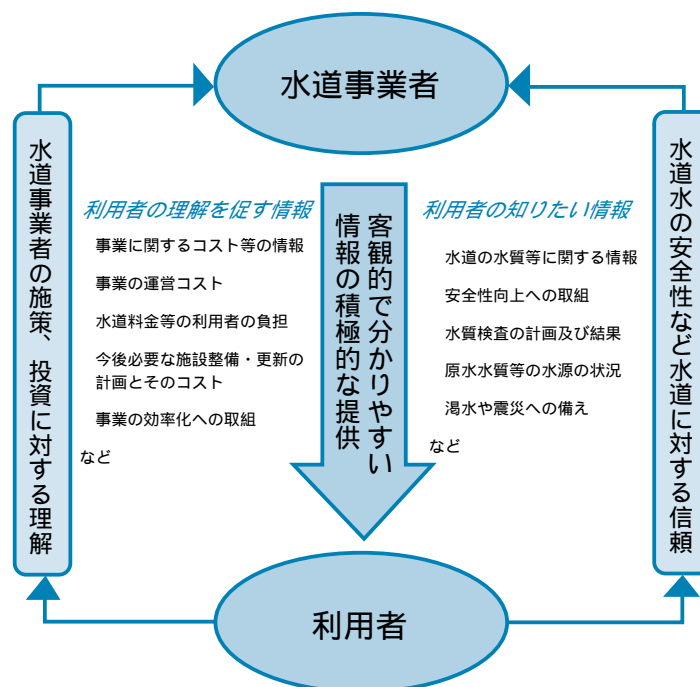 水道事業者
水道事業者の施策、投資に対する理解
利用者の理解を促す情報
事業に関するコスト等の情報
事業の運営コスト
水道料金等の利用者の負担
今後必要な施設整備・更新の
計画とそのコスト
事業の効率化への取組
など
客観的で分かりやすい
情報の積極的な提供
利用者の知りたい情報
水道の水質等に関する情報
安全性向上への取組
水質検査の計画及び結果
原水水質等の水源の状況
渇水や震災への備え
など
水道水の安全性など水道に対する信頼
利用者